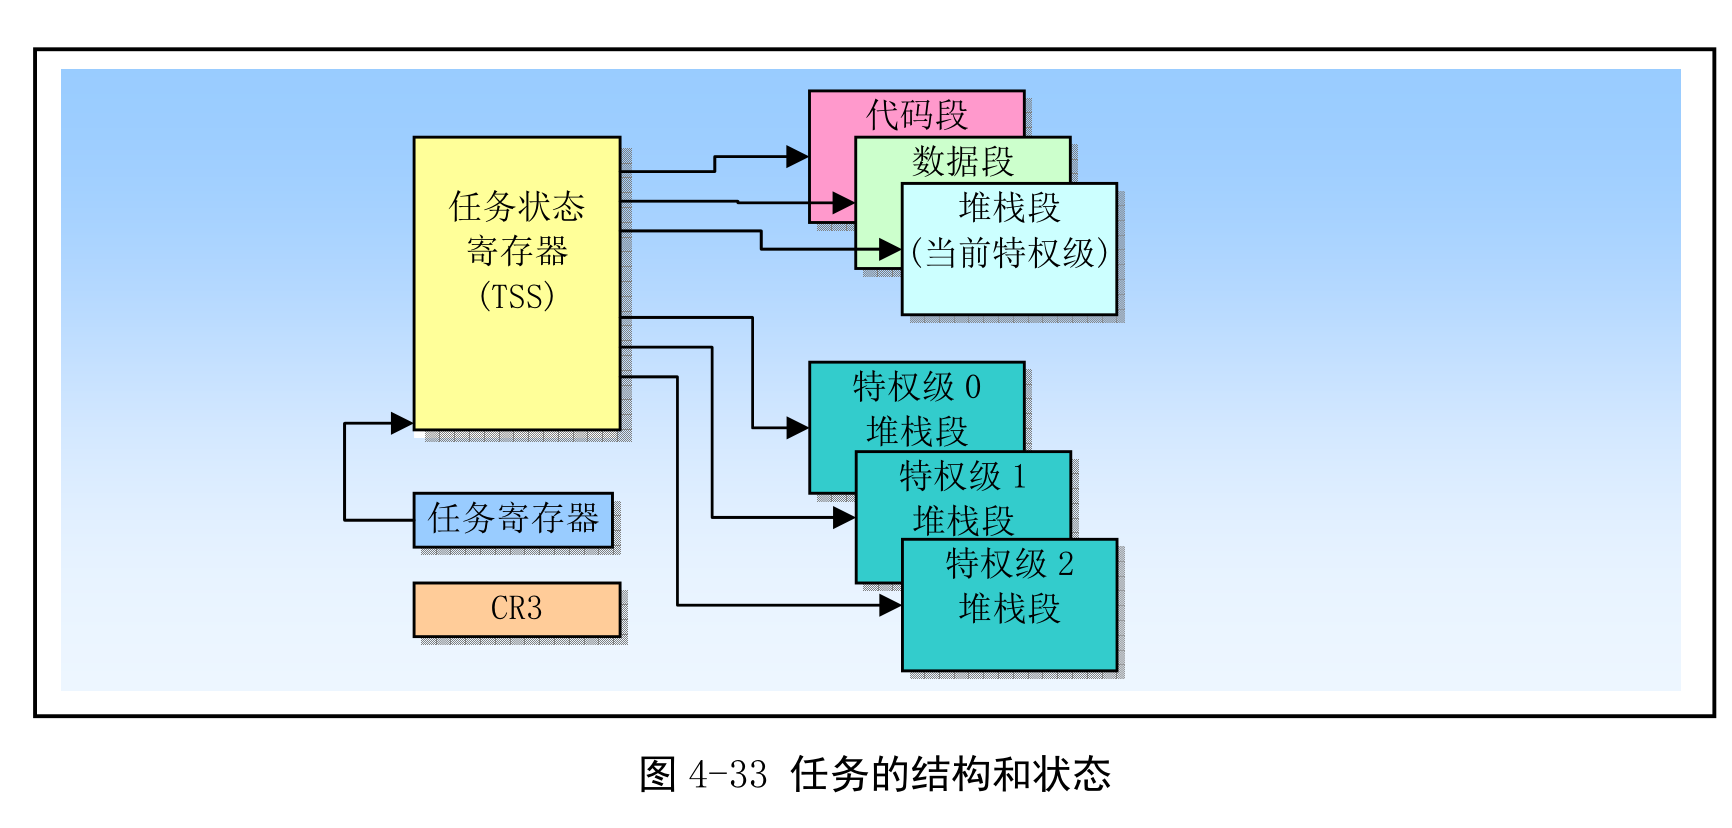 代码段
数据段
堆栈段
(当前特权级)
任务状态
寄存器
(TSS)
特权级 0
堆栈段
特权级 1
堆栈段
特权级 2
堆栈段
任务寄存器
CR3
图 4-33 任务的结构和状态